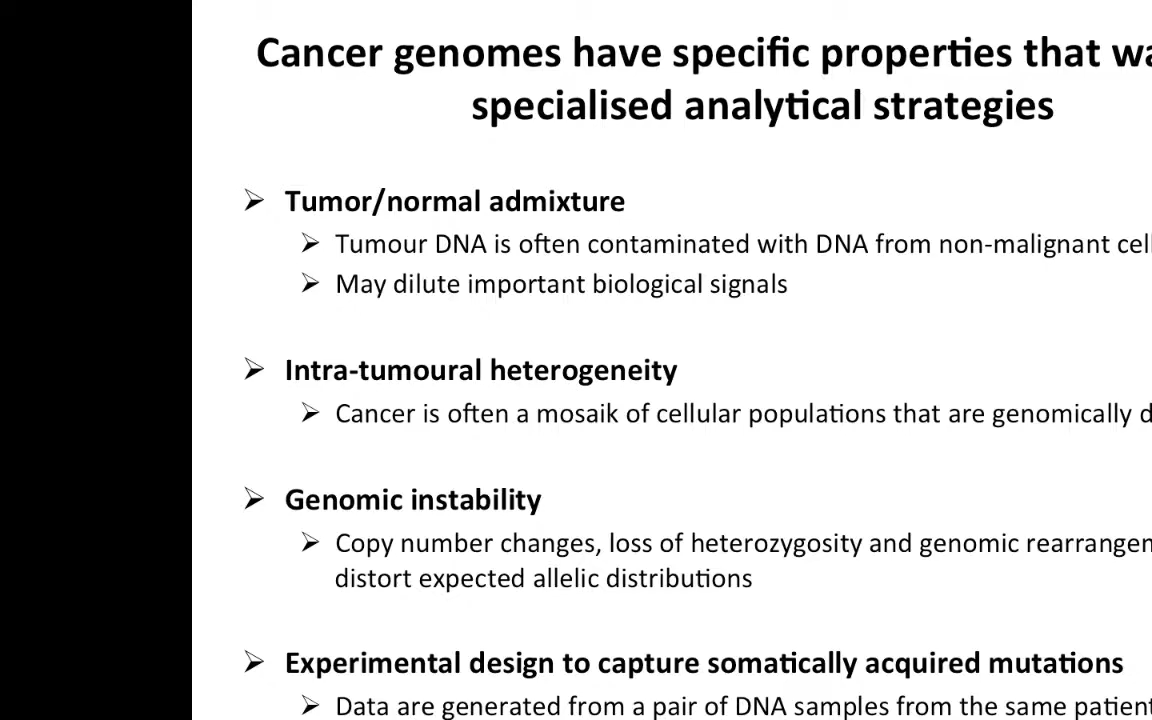 Cancer genomes have specific properties that
specialised analytical strategies
➢ Tumor/normal admixture
➢ Tumour DNA is often contaminated with DNA from non-malignant
➢ May dilute important biological signals
➢ Intra-tumoural heterogeneity
➢ Cancer is often a mosaik of cellular populations that are genomically
➢ Genomic instability
➢ Copy number changes, loss of heterozygosity and genomic
distort expected allelic distributions
➢ Experimental design to capture somatically acquired mutations
➢ Data are generated from a pair of DNA samples from the same patient